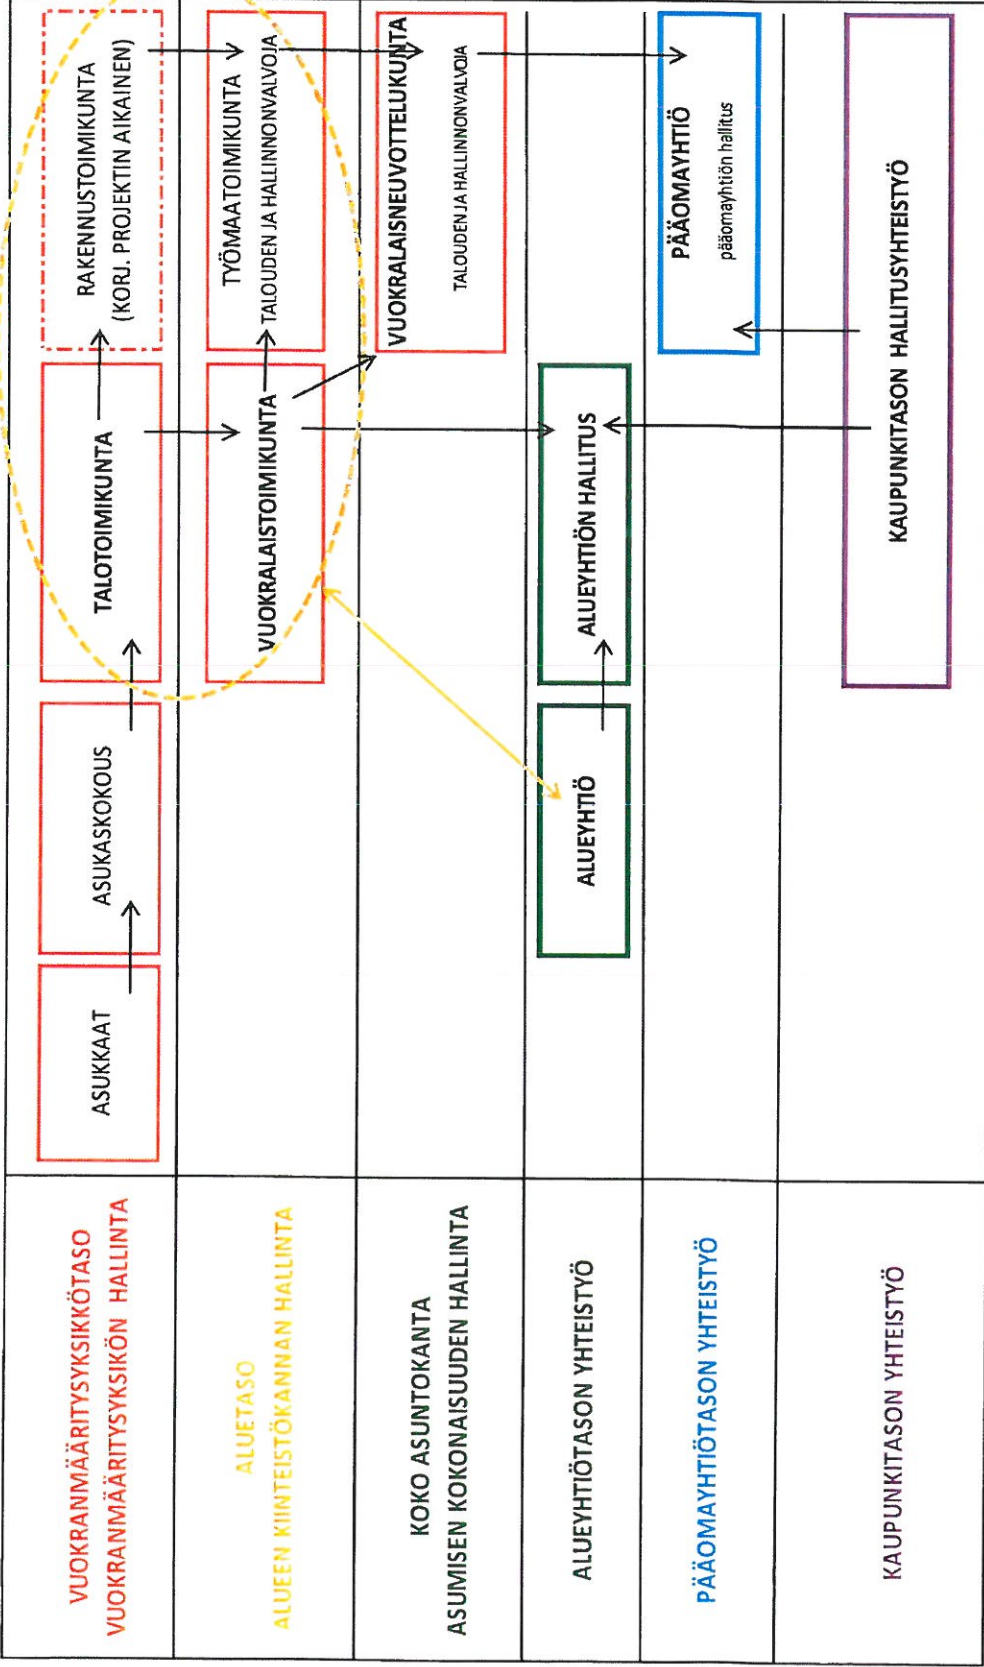 VUOKRANMÄÄRITYSYKSIKKÖTASO
VUOKRANMÄÄRITYSYKSIKÖN HALLINTA
ASUKKAAT
ASUKASKOKOUS
TALOTOIMIKUNTA
RAKENNUSTOIMIKUNTA
(KORJ. PROJEKTIN AIKAINEN)
ALUETASO
ALUEEN KIINTEISTÖKANNAN HALLINTA
VUOKRALAISTOIMIKUNTA
TYÖMAATOIMIKUNTA
TALOUDEN JA HALLINNONVALVOJA
KOKO ASUNTOKANTA
ASUMISEN KOKONAISUUDEN HALLINTA
VUOKRALAISNEUVOTTELUKUNTA
TALOUDEN JA HALLINNONVALVOJA
ALUEYHTIÖTASON YHTEISTYÖ
ALUEYHTIÖ
ALUEYHTIÖN HALLITUS
PÄÄOMAYHTIÖTASON YHTEISTYÖ
PÄÄOMAYHTIÖ
pääomayhtiön hallitus
KAUPUNKITASON YHTEISTYÖ
KAUPUNKITASON HALLITUSYHTEISTYÖ